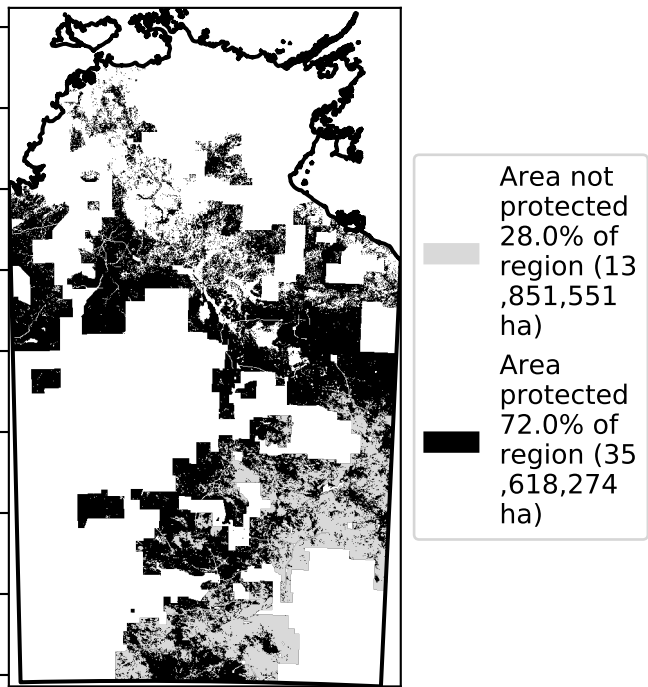 Area not
protected
28.0% of
region (13
,851,551
ha)
Area
protected
72.0% of
region (35
,618,274
ha)